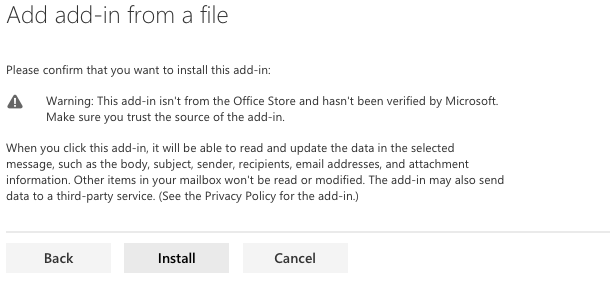 Add add-in from a file
Please confirm that you want to install this add-in:
Warning: This add-in isn't from the Office Store and hasn't been verified by Microsoft.
Make sure you trust the source of the add-in.
When you click this add-in, it will be able to read and update the data in the selected
message, such as the body, subject, sender, recipients, email addresses, and attachment
information. Other items in your mailbox won't be read or modified. The add-in may also send
data to a third-party service. (See the Privacy Policy for the add-in.)
Back
Install
Cancel